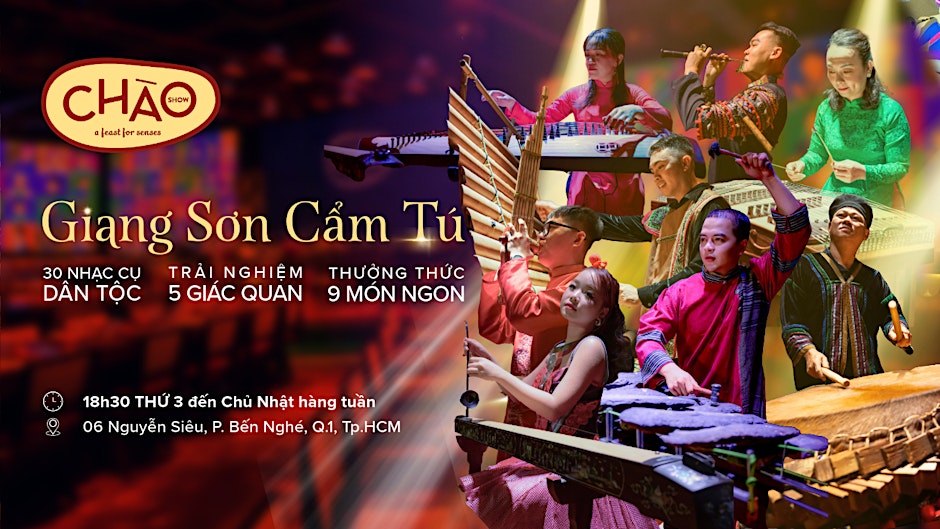 CHÀO
SHOW
a feast for senses
Giang Sơn Cẩm Tú
30 NHẠC CỤ
DÂN TỘC
TRẢI NGHIỆM
5 GIÁC QUAN
THƯỞNG THỨC
9 MÓN NGON
18h30 THỨ 3 đến Chủ Nhật hàng tuần
06 Nguyễn Siêu, P. Bến Nghé, Q.1, Tp.HCM